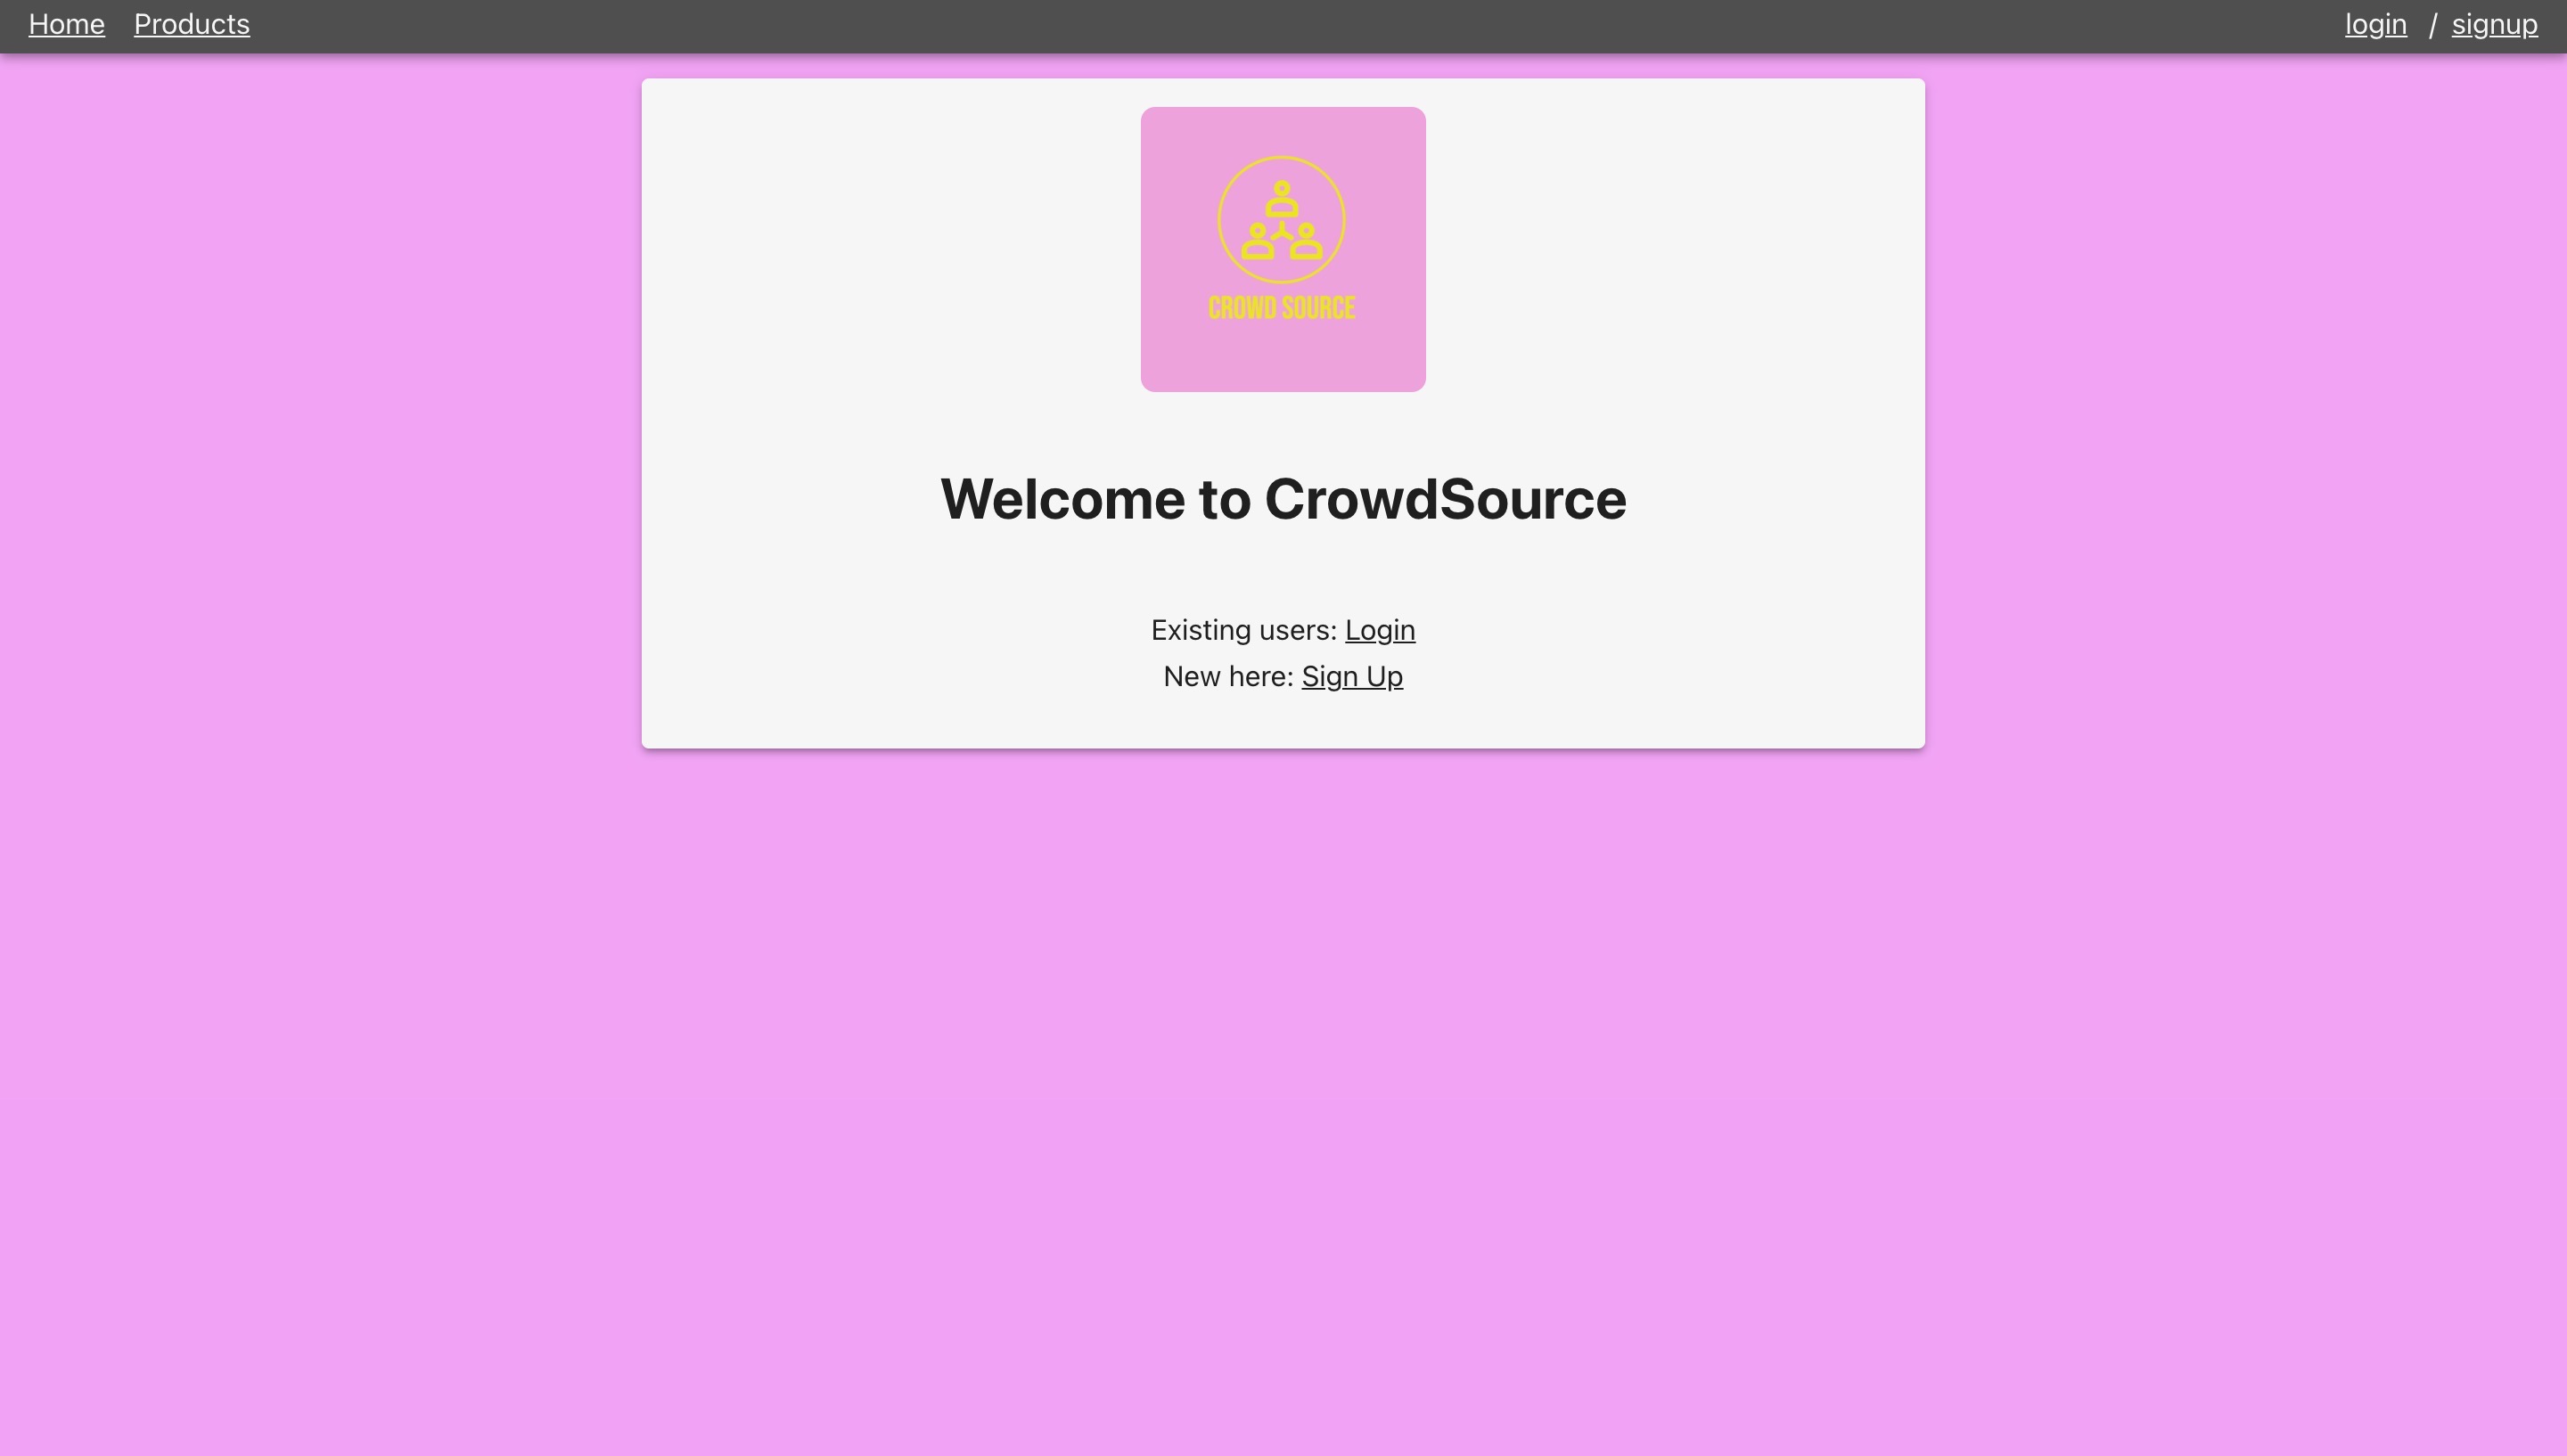 Home Products login / signup
CROWD SOURCE
Welcome to CrowdSource
Existing users: Login
New here: Sign Up